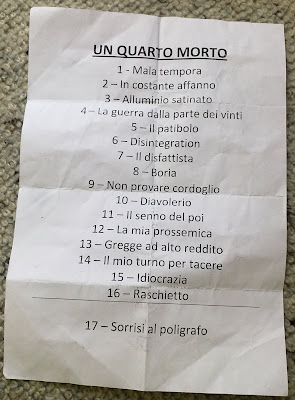 UN QUARTO MORTO
1 - Mala tempora
2 – In costante affanno
3 – Alluminio satinato
4 – La guerra dalla parte dei vinti
5 – Il patibolo
6 – Disintegration
7 – Il disfattista
8 – Boria
9 – Non provare cordoglio
10 – Diavolerio
11 – Il senno del poi
12 – La mia prossemica
13 – Gregge ad alto reddito
14 – Il mio turno per tacere
15 – Idiocrazia
16 – Raschietto
17 – Sorrisi al poligrafo